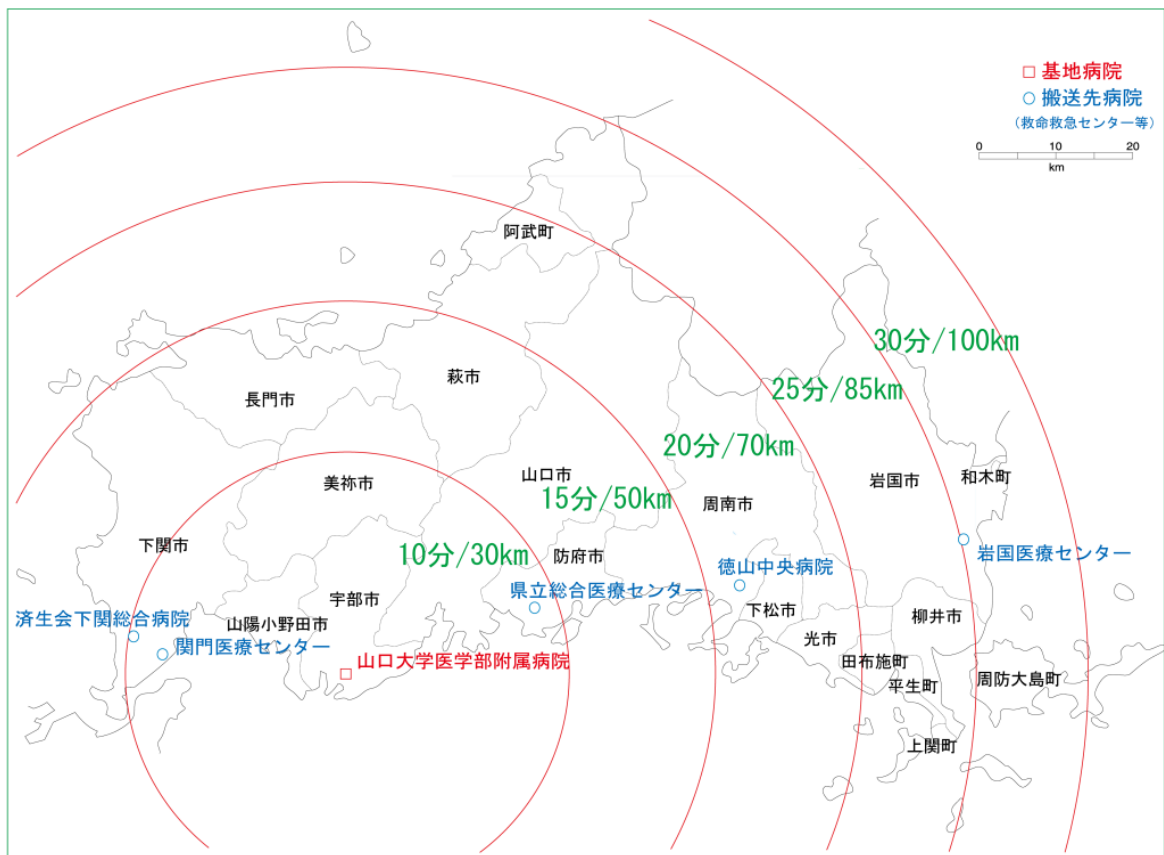 □ 基地病院
○ 搬送先病院
(救命救急センター等)
0 10 20
km
阿武町
30分/100km
萩市
25分/85km
長門市
20分/70km
山口市
岩国市
和木町
美祢市
15分/50km
周南市
下関市
10分/30km
防府市
岩国医療センター
徳山中央病院
県立総合医療センター
宇部市
下松市
柳井市
済生会下関総合病院
山陽小野田市
光市
関門医療センター
山口大学医学部附属病院
田布施町
平生町
周防大島町
上関町